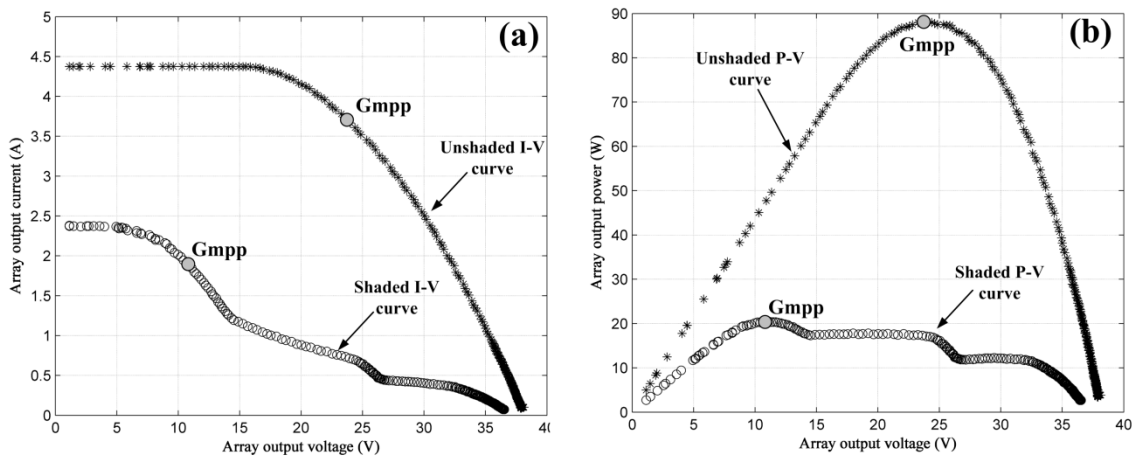 (a)
Array output current (A)
5
4.5
4
3.5
3
2.5
2
1.5
1
0.5
0
Gmpp
Unshaded I-V
curve
Gmpp
Shaded I-V
curve
0 5 10 15 20 25 30 35 40
Array output voltage (V)
(b)
Array output power (W)
90
80
70
60
50
40
30
20
10
0
Gmpp
Unshaded P-V
curve
Shaded P-V
curve
Gmpp
0 5 10 15 20 25 30 35 40
Array output voltage (V)